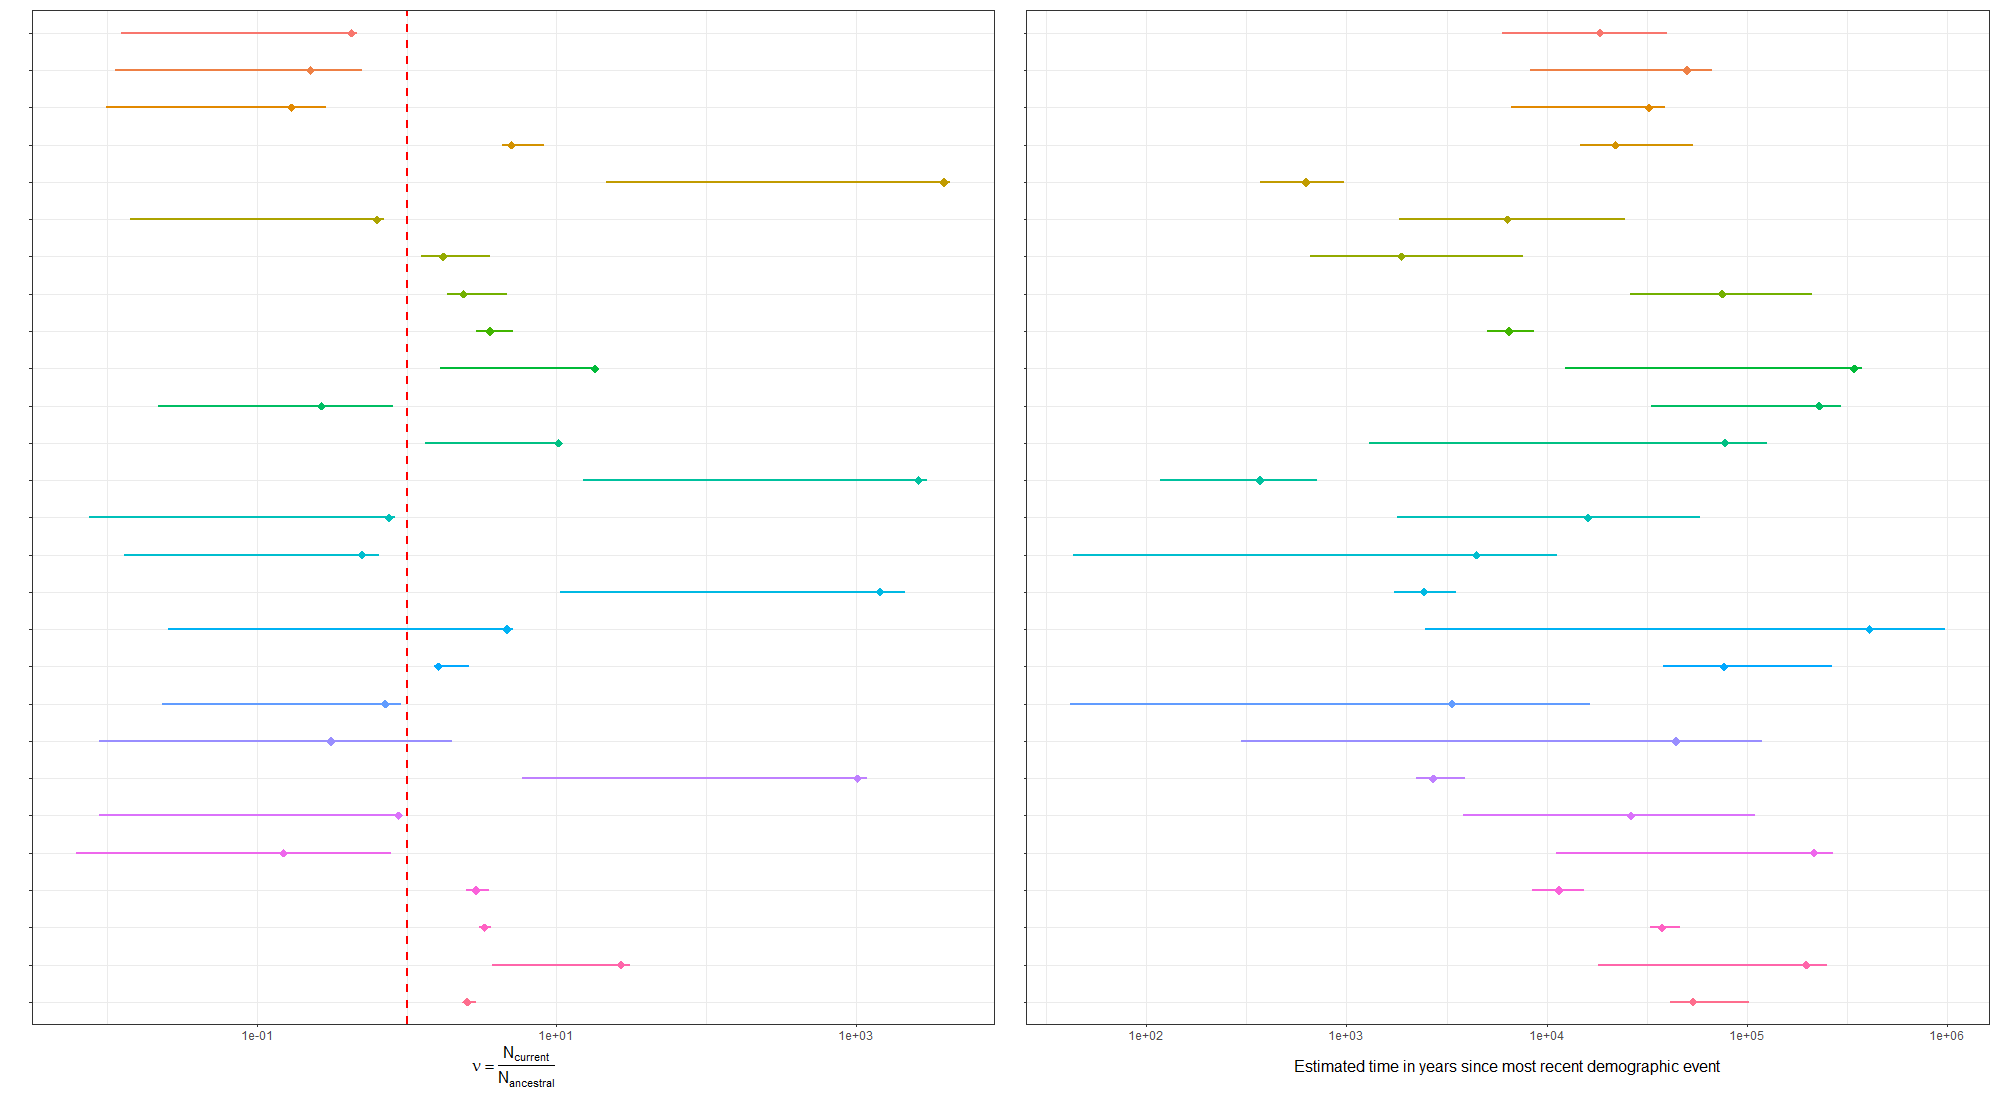 1e-01 1e+01 1e+03
1e+02 1e+03 1e+04 1e+05 1e+06
ν = N_current / N_ancestral
Estimated time in years since most recent demographic event